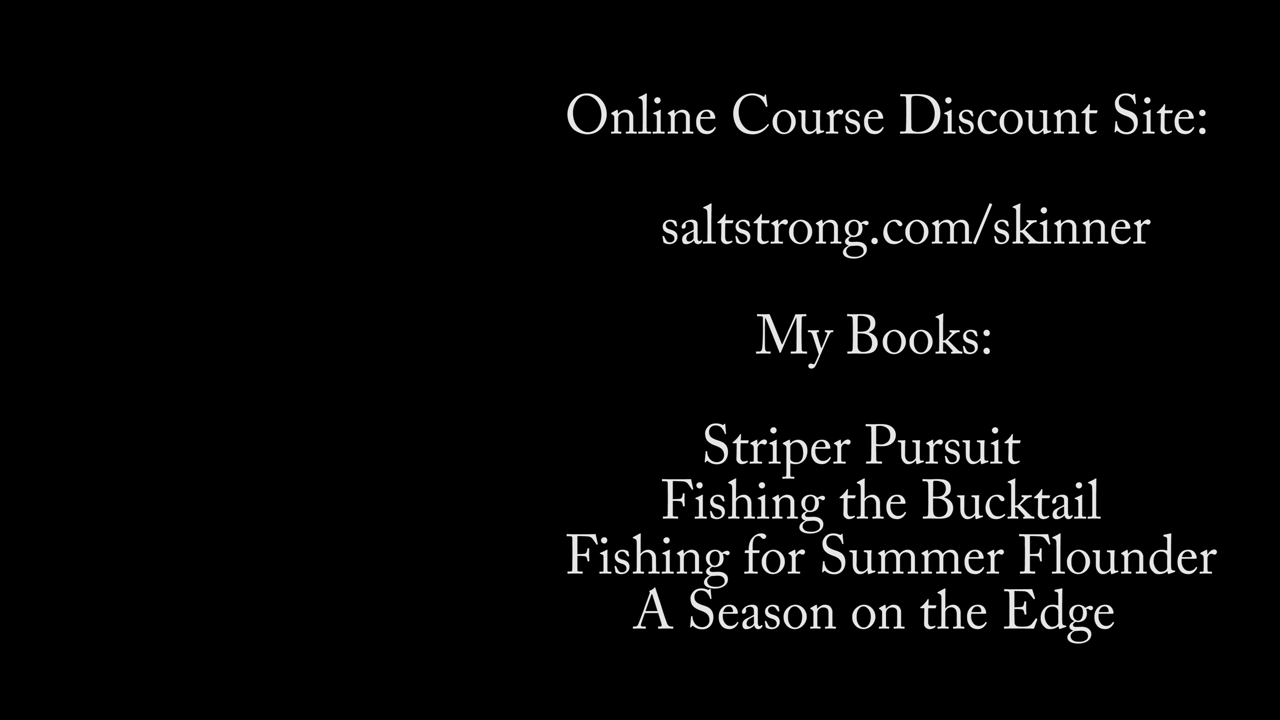 Online Course Discount Site:
saltstrong.com/skinner
My Books:
Striper Pursuit
Fishing the Bucktail
Fishing for Summer Flounder
A Season on the Edge